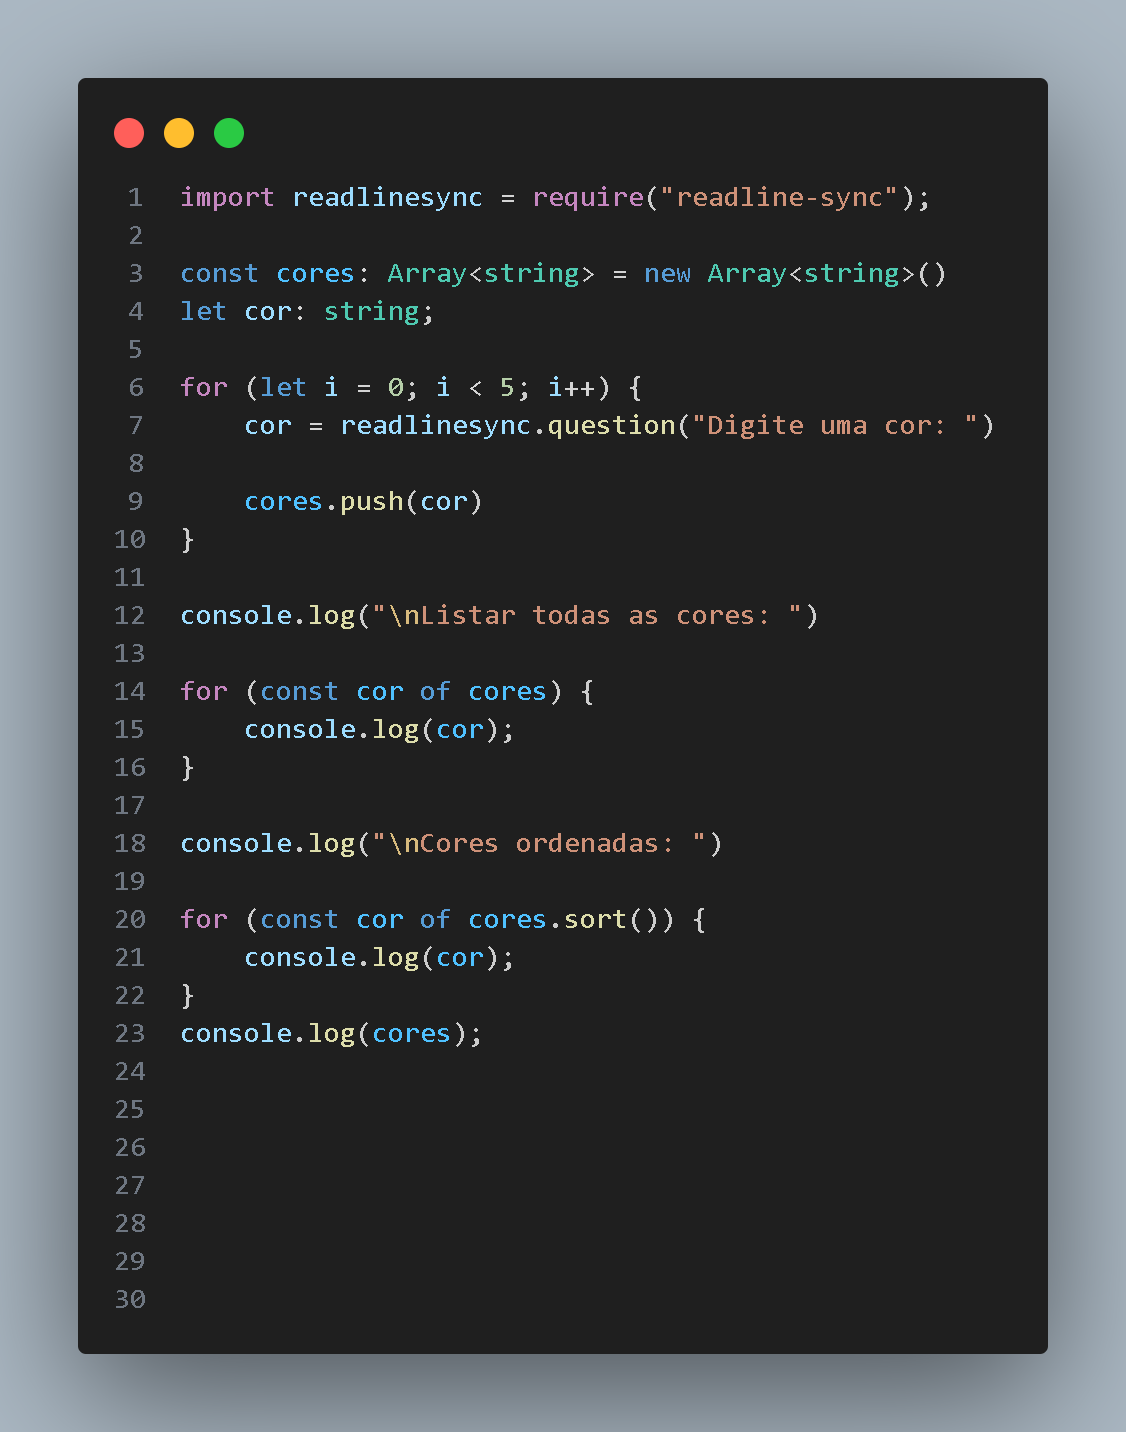 1 import readlinesync = require("readline-sync");
2
3 const cores: Array<string> = new Array<string>()
4 let cor: string;
5
6 for (let i = 0; i < 5; i++) {
7     cor = readlinesync.question("Digite uma cor: ")
8
9     cores.push(cor)
10 }
11
12 console.log("\nListar todas as cores: ")
13
14 for (const cor of cores) {
15     console.log(cor);
16 }
17
18 console.log("\nCores ordenadas: ")
19
20 for (const cor of cores.sort()) {
21     console.log(cor);
22 }
23 console.log(cores);
24
25
26
27
28
29
30